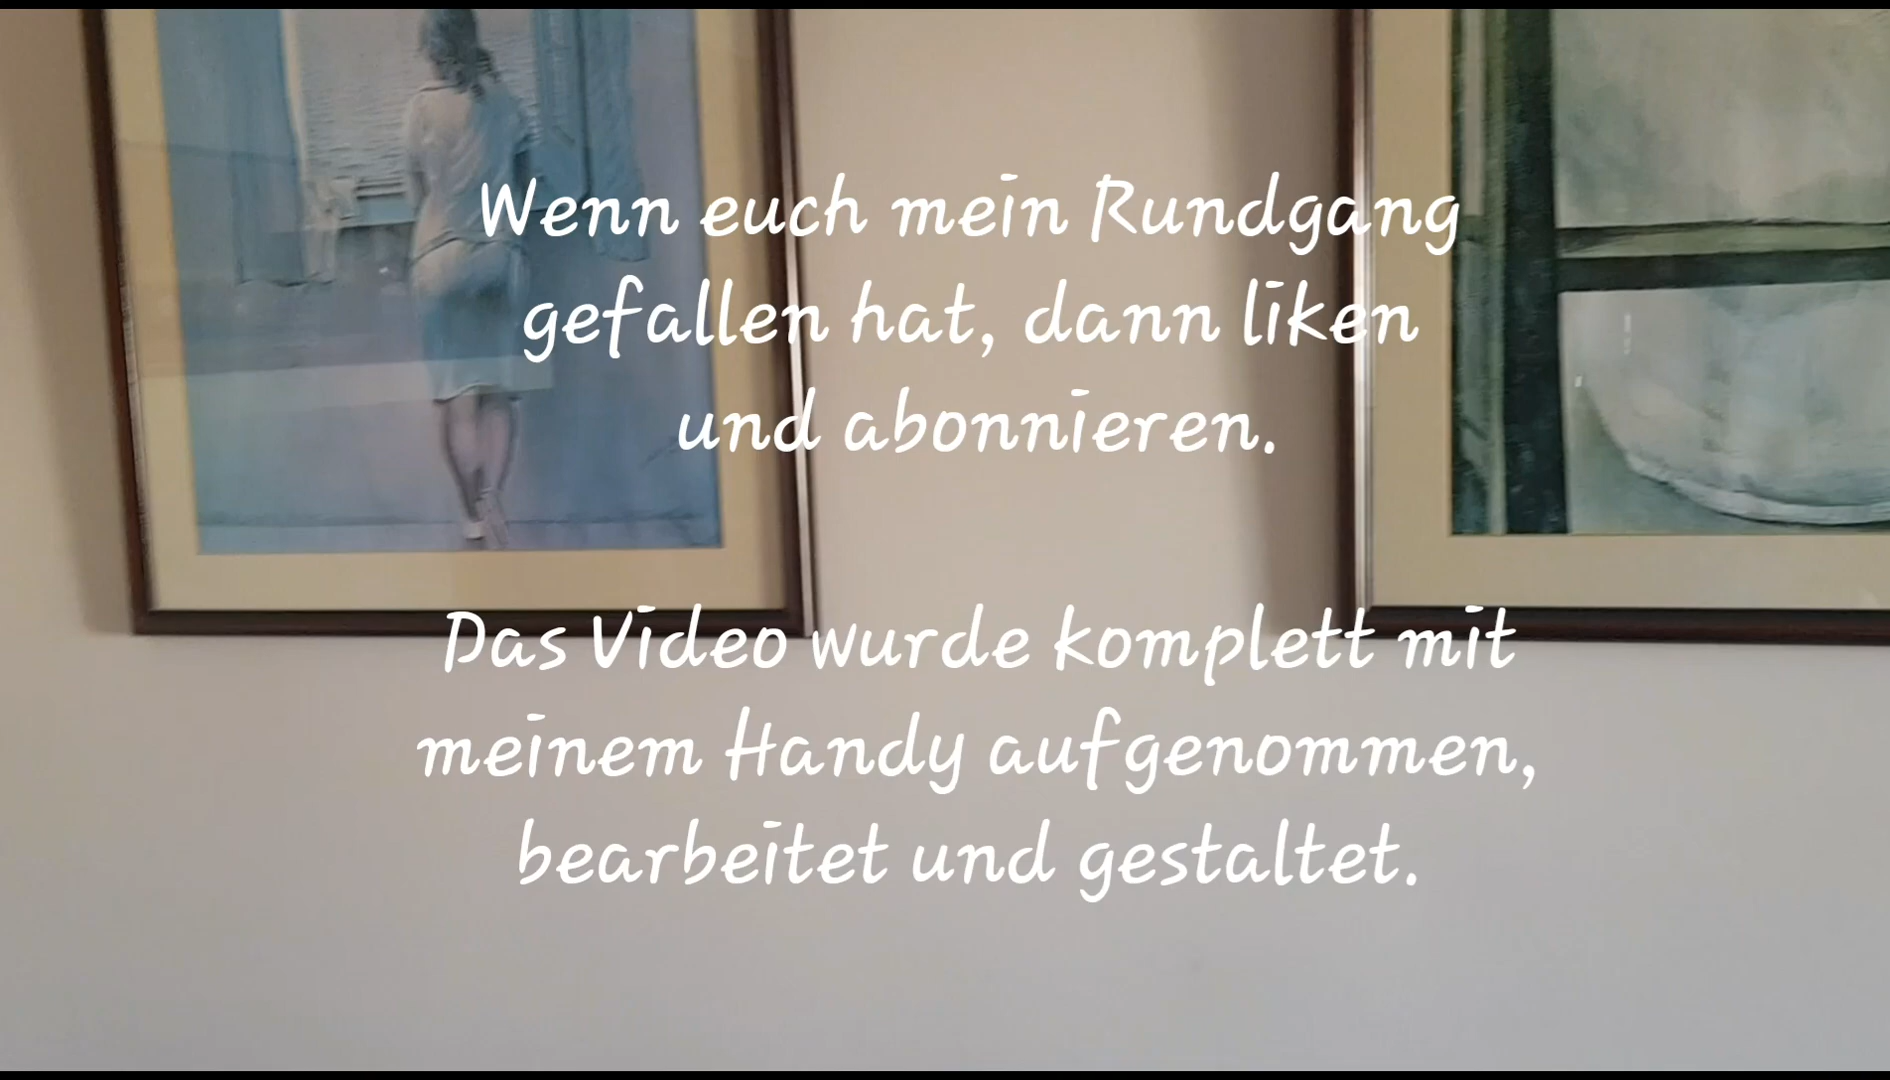 Wenn euch mein Rundgang
gefallen hat, dann liken
und abonnieren.
Das Video wurde komplett mit
meinem Handy aufgenommen,
bearbeitet und gestaltet.